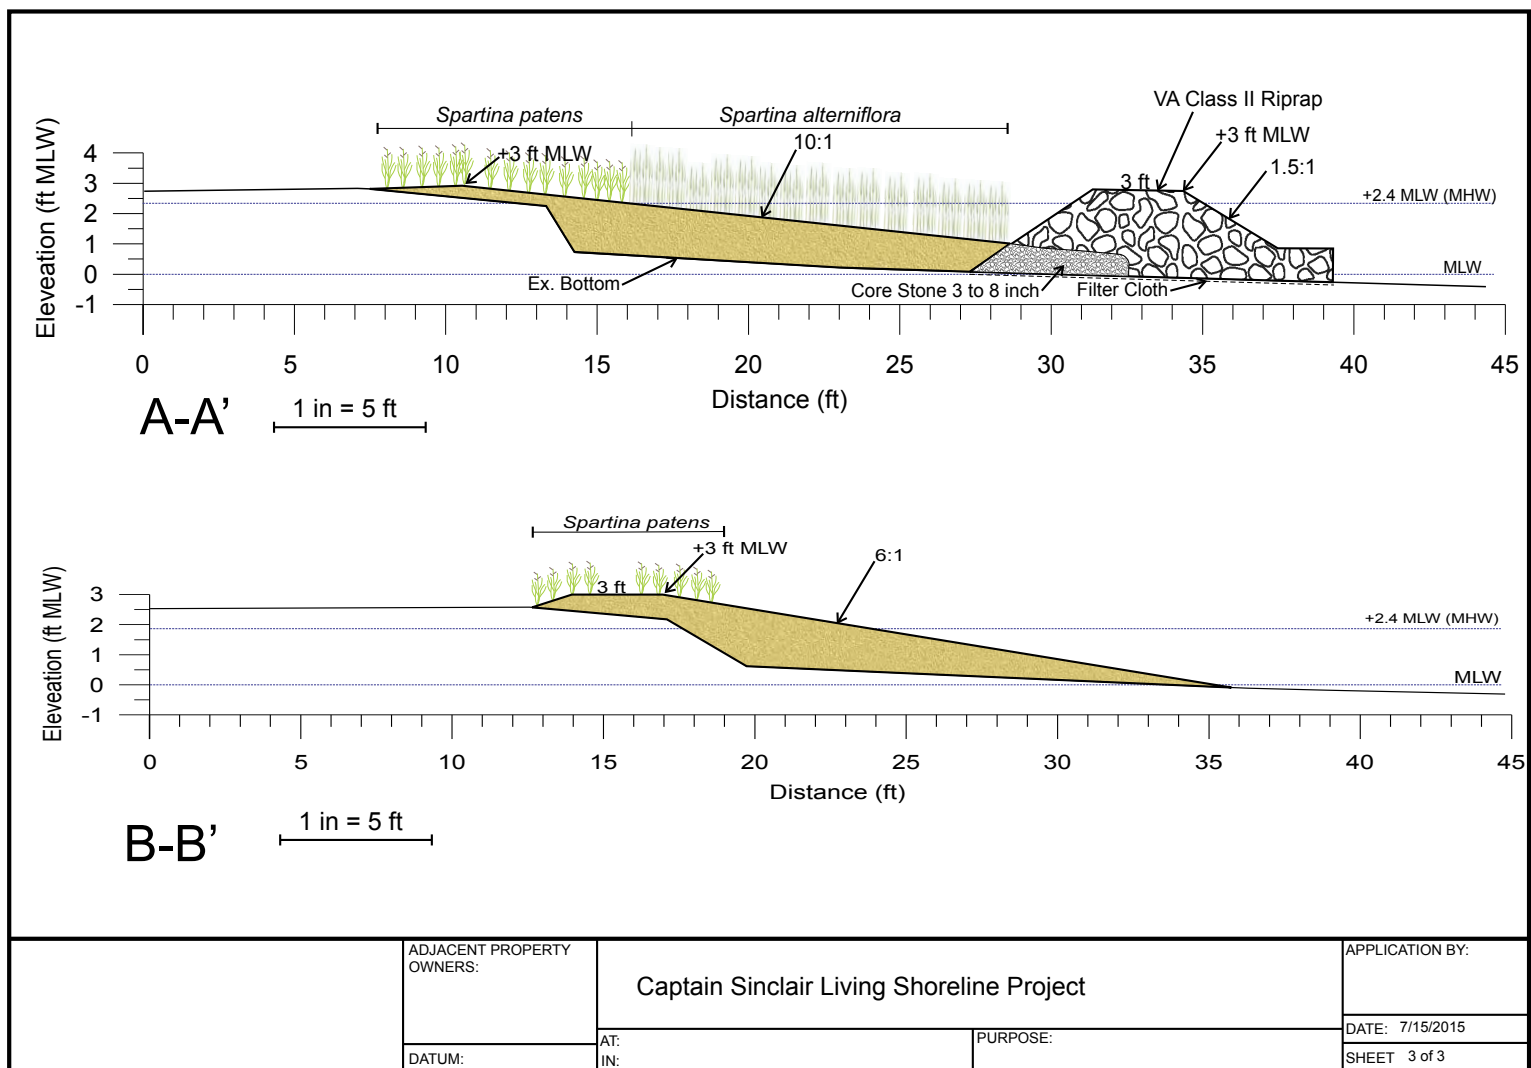 VA Class II Riprap
Spartina patens
Spartina alterniflora
+3 ft MLW
10:1
+3 ft MLW
1.5:1
3 ft
+2.4 MLW (MHW)
MLW
Eleveation (ft MLW)
4
3
2
1
0
-1
Ex. Bottom
Core Stone 3 to 8 inch
Filter Cloth
0 5 10 15 20 25 30 35 40 45
Distance (ft)
A-A’
1 in = 5 ft
Spartina patens
+3 ft MLW
6:1
3 ft
+2.4 MLW (MHW)
MLW
Eleveation (ft MLW)
3
2
1
0
-1
0 5 10 15 20 25 30 35 40 45
Distance (ft)
B-B’
1 in = 5 ft
ADJACENT PROPERTY
OWNERS:
DATUM:
Captain Sinclair Living Shoreline Project
AT:
IN:
PURPOSE:
APPLICATION BY:
DATE: 7/15/2015
SHEET 3 of 3